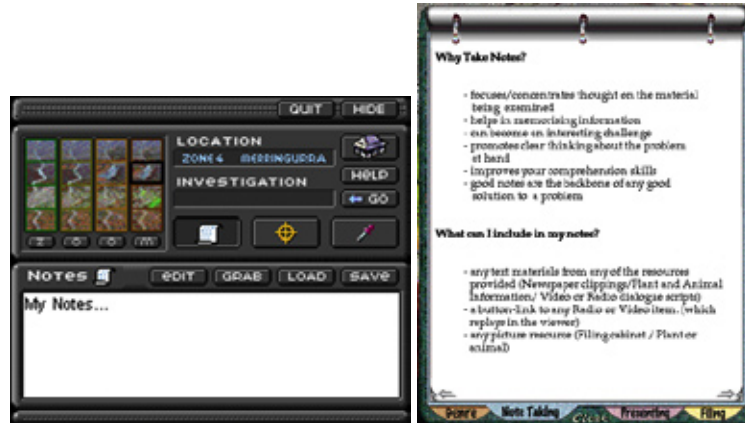 QUIT HIDE
LOCATION
ZONE 4 MERRINGURRA
HELP
INVESTIGATION
GO
Z O O M
NOTES EDIT GRAB LOAD SAVE
My Notes...
Why Take Notes?
- focuses/concentrates thought on the material
being examined
- helps in memorising information
- can become an interesting challenge
- promotes clear thinking about the problem
at hand
- improves your comprehension skills
- good notes are the backbone of any good
solution to a problem
What can I include in my notes?
- any text materials from any of the resources
provided (Newspaper clippings/Plant and Animal
Information/ Video or Radio dialogue scripts)
- a button-link to any Radio or Video item. (which
replays in the viewer)
- any picture resource (Filing cabinet / Plant or
animal)
Genre Note Taking Presenting Filing